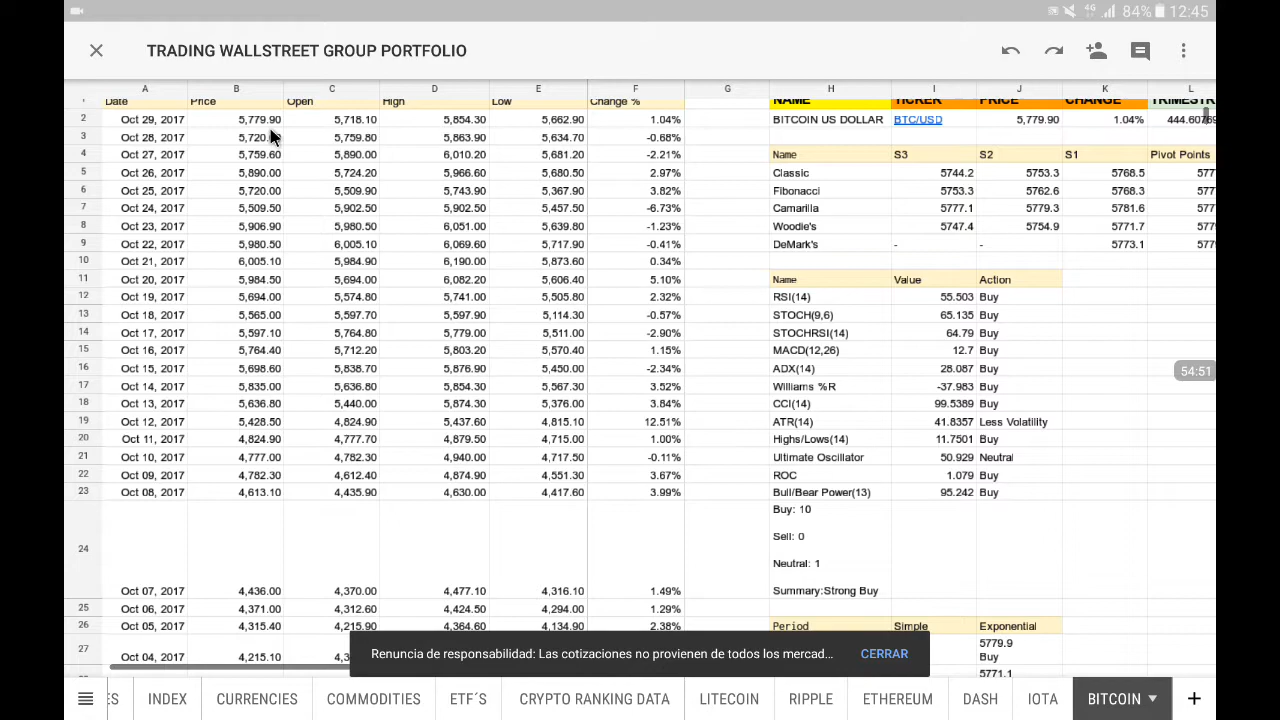 4G 84% 12:45
TRADING WALLSTREET GROUP PORTFOLIO
A B C D E F G H I J K L
1 Date Price Open High Low Change % NAME TICKER PRICE CHANGE TRIMESTR
2 Oct 29, 2017 5,779.90 5,718.10 5,854.30 5,662.90 1.04% BITCOIN US DOLLAR BTC/USD 5,779.90 1.04%
3 Oct 28, 2017 5,720 5,759.80 5,863.90 5,634.70 -0.68%
4 Oct 27, 2017 5,759.60 5,890.00 6,010.20 5,681.20 -2.21% Name S3 S2 S1 Pivot Points
5 Oct 26, 2017 5,890.00 5,724.20 5,966.60 5,680.50 2.97% Classic 5744.2 5753.3 5768.5 577
6 Oct 25, 2017 5,720.00 5,509.90 5,743.90 5,367.90 3.82% Fibonacci 5753.3 5762.6 5768.3 577
7 Oct 24, 2017 5,509.50 5,902.50 5,902.50 5,457.50 -6.73% Camarilla 5777.1 5779.3 5781.6 577
8 Oct 23, 2017 5,906.90 5,980.50 6,051.00 5,639.80 -1.23% Woodie's 5747.4 5754.9 5771.7 577
9 Oct 22, 2017 5,980.50 6,005.10 6,069.60 5,717.90 -0.41% DeMark's - - 5773.1 577
10 Oct 21, 2017 6,005.10 5,984.90 6,190.00 5,873.60 0.34%
11 Oct 20, 2017 5,984.50 5,694.00 6,082.20 5,606.40 5.10% Name Value Action
12 Oct 19, 2017 5,694.00 5,574.80 5,741.00 5,505.80 2.32% RSI(14) 55.503 Buy
13 Oct 18, 2017 5,565.00 5,597.70 5,597.90 5,114.30 -0.57% STOCH(9,6) 65.135 Buy
14 Oct 17, 2017 5,597.10 5,764.80 5,779.00 5,511.00 -2.90% STOCHRSI(14) 64.79 Buy
15 Oct 16, 2017 5,764.40 5,712.20 5,803.20 5,570.40 1.15% MACD(12,26) 12.7 Buy
16 Oct 15, 2017 5,698.60 5,838.70 5,876.90 5,450.00 -2.34% ADX(14) 28.087 Buy
17 Oct 14, 2017 5,835.00 5,636.80 5,854.30 5,567.30 3.52% Williams %R -37.983 Buy
18 Oct 13, 2017 5,636.80 5,440.00 5,874.30 5,376.00 3.84% CCI(14) 99.5389 Buy
19 Oct 12, 2017 5,428.50 4,824.90 5,437.60 4,815.10 12.51% ATR(14) 41.8357 Less Volatility
20 Oct 11, 2017 4,824.90 4,777.70 4,879.50 4,715.00 1.00% Highs/Lows(14) 11.7501 Buy
21 Oct 10, 2017 4,777.00 4,782.30 4,940.00 4,717.50 -0.11% Ultimate Oscillator 50.929 Neutral
22 Oct 09, 2017 4,782.30 4,612.40 4,874.90 4,551.30 3.67% ROC 1.079 Buy
23 Oct 08, 2017 4,613.10 4,435.90 4,630.00 4,417.60 3.99% Bull/Bear Power(13) 95.242 Buy
Buy: 10
Sell: 0
24
Neutral: 1
Oct 07, 2017 4,436.00 4,370.00 4,477.10 4,316.10 1.49% Summary:Strong Buy
25 Oct 06, 2017 4,371.00 4,312.60 4,424.50 4,294.00 1.29%
26 Oct 05, 2017 4,315.40 4,215.90 4,364.60 4,134.90 2.38% Period Simple Exponential
5779.9
27 Oct 04, 2017 4,215.10 4,3 Buy
5771.1
54:51
Renuncia de responsabilidad: Las cotizaciones no provienen de todos los mercad... CERRAR
ES INDEX CURRENCIES COMMODITIES ETF´S CRYPTO RANKING DATA LITECOIN RIPPLE ETHEREUM DASH IOTA BITCOIN